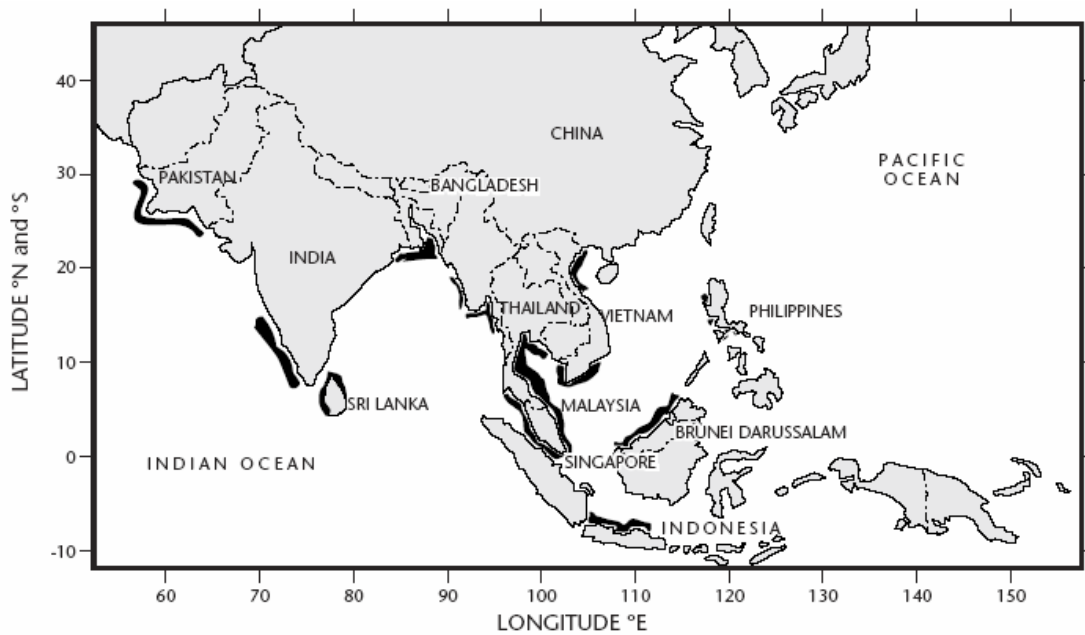 40
30
20
10
0
-10
LATITUDE °N and °S
CHINA
PACIFIC
OCEAN
PAKISTAN
BANGLADESH
INDIA
THAILAND
VIETNAM
PHILIPPINES
SRI LANKA
MALAYSIA
BRUNEI DARUSSALAM
INDIAN OCEAN
SINGAPORE
INDONESIA
60 70 80 90 100 110 120 130 140 150
LONGITUDE °E